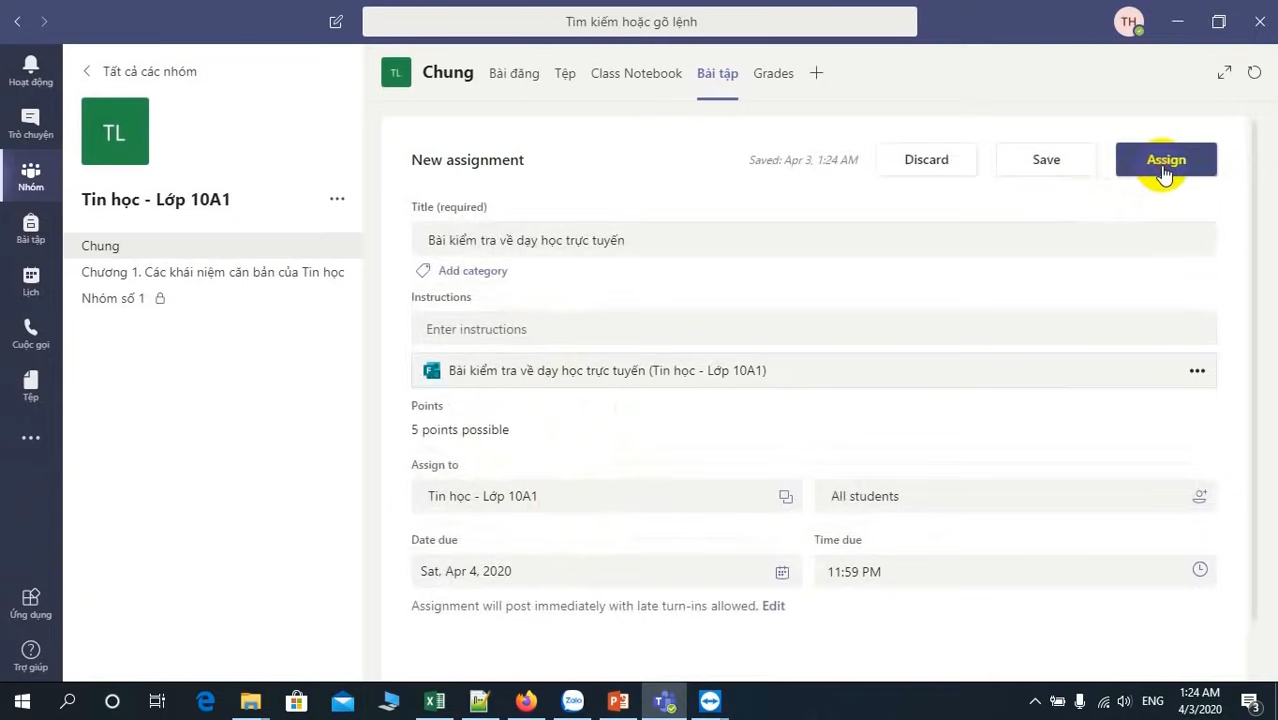 Tìm kiếm hoặc gõ lệnh
TH
Hoạt động
Trò chuyện
Nhóm
Bài tập
Lịch
Cuộc gọi
Tệp
Ứng dụng
Trợ giúp
Tất cả các nhóm
TL
Tin học - Lớp 10A1
Chung
Chương 1. Các khái niệm căn bản của Tin học
Nhóm số 1
TL Chung Bài đăng Tệp Class Notebook Bài tập Grades
New assignment Saved: Apr 3, 1:24 AM Discard Save Assign
Title (required)
Bài kiểm tra về dạy học trực tuyến
Add category
Instructions
Enter instructions
Bài kiểm tra về dạy học trực tuyến (Tin học - Lớp 10A1)
Points
5 points possible
Assign to
Tin học - Lớp 10A1 All students
Date due Time due
Sat, Apr 4, 2020 11:59 PM
Assignment will post immediately with late turn-ins allowed. Edit
Zalo ENG 1:24 AM
4/3/2020 3